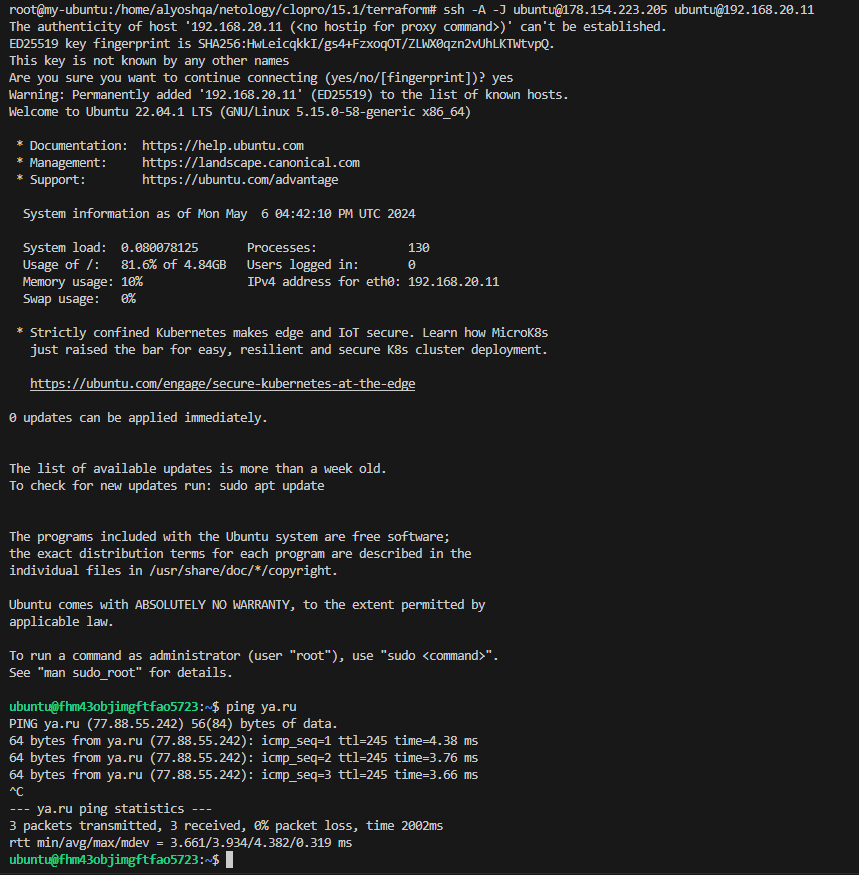 root@my-ubuntu:/home/alyoshqa/netology/clopro/15.1/terraform# ssh -A -J ubuntu@178.154.223.205 ubuntu@192.168.20.11
The authenticity of host '192.168.20.11 (<no hostip for proxy command>)' can't be established.
ED25519 key fingerprint is SHA256:HwLeicqkkI/gs4+FzxoqOT/ZLWX0qzn2vUhLKTWtvpQ.
This key is not known by any other names
Are you sure you want to continue connecting (yes/no/[fingerprint])? yes
Warning: Permanently added '192.168.20.11' (ED25519) to the list of known hosts.
Welcome to Ubuntu 22.04.1 LTS (GNU/Linux 5.15.0-58-generic x86_64)

 * Documentation:  https://help.ubuntu.com
 * Management:     https://landscape.canonical.com
 * Support:        https://ubuntu.com/advantage

  System information as of Mon May  6 04:42:10 PM UTC 2024

  System load:  0.080078125       Processes:             130
  Usage of /:   81.6% of 4.84GB   Users logged in:       0
  Memory usage: 10%               IPv4 address for eth0: 192.168.20.11
  Swap usage:   0%

 * Strictly confined Kubernetes makes edge and IoT secure. Learn how MicroK8s
   just raised the bar for easy, resilient and secure K8s cluster deployment.

   https://ubuntu.com/engage/secure-kubernetes-at-the-edge

0 updates can be applied immediately.


The list of available updates is more than a week old.
To check for new updates run: sudo apt update


The programs included with the Ubuntu system are free software;
the exact distribution terms for each program are described in the
individual files in /usr/share/doc/*/copyright.

Ubuntu comes with ABSOLUTELY NO WARRANTY, to the extent permitted by
applicable law.

To run a command as administrator (user "root"), use "sudo <command>".
See "man sudo_root" for details.

ubuntu@fhm43objimgftfao5723:~$ ping ya.ru
PING ya.ru (77.88.55.242) 56(84) bytes of data.
64 bytes from ya.ru (77.88.55.242): icmp_seq=1 ttl=245 time=4.38 ms
64 bytes from ya.ru (77.88.55.242): icmp_seq=2 ttl=245 time=3.76 ms
64 bytes from ya.ru (77.88.55.242): icmp_seq=3 ttl=245 time=3.66 ms
^C
--- ya.ru ping statistics ---
3 packets transmitted, 3 received, 0% packet loss, time 2002ms
rtt min/avg/max/mdev = 3.661/3.934/4.382/0.319 ms
ubuntu@fhm43objimgftfao5723:~$